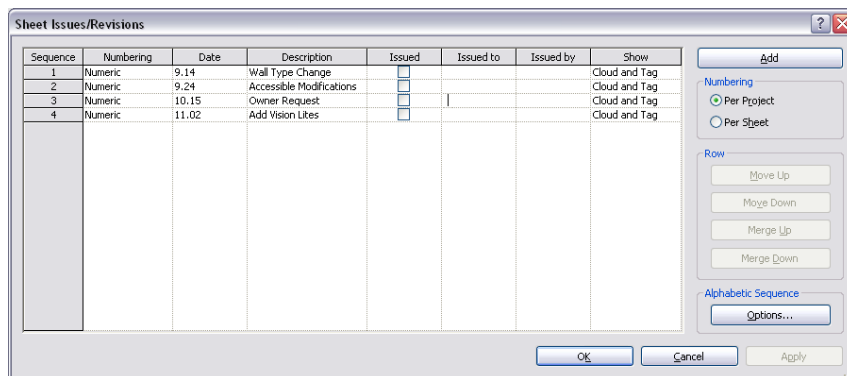 Sheet Issues/Revisions
Sequence Numbering Date Description Issued Issued to Issued by Show
1 Numeric 9.14 Wall Type Change Cloud and Tag
2 Numeric 9.24 Accessible Modifications Cloud and Tag
3 Numeric 10.15 Owner Request Cloud and Tag
4 Numeric 11.02 Add Vision Lites Cloud and Tag
Add
Numbering
Per Project
Per Sheet
Row
Move Up
Move Down
Merge Up
Merge Down
Alphabetic Sequence
Options...
OK Cancel Apply